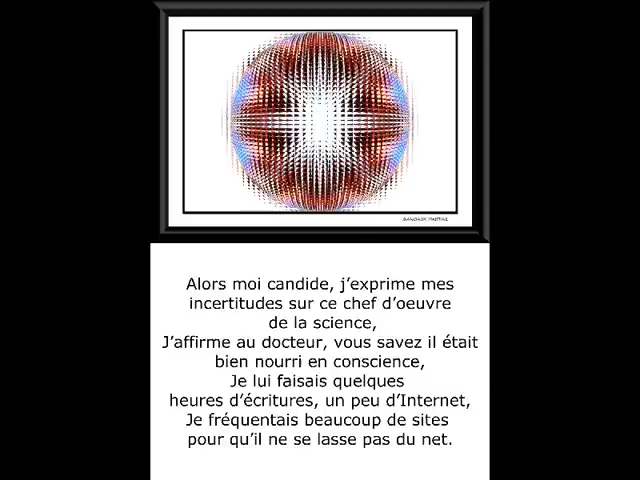 Alors moi candide, j'exprime mes
incertitudes sur ce chef d'oeuvre
de la science,
J'affirme au docteur, vous savez il était
bien nourri en conscience,
Je lui faisais quelques
heures d'écritures, un peu d'Internet,
Je fréquentais beaucoup de sites
pour qu'il ne se lasse pas du net.